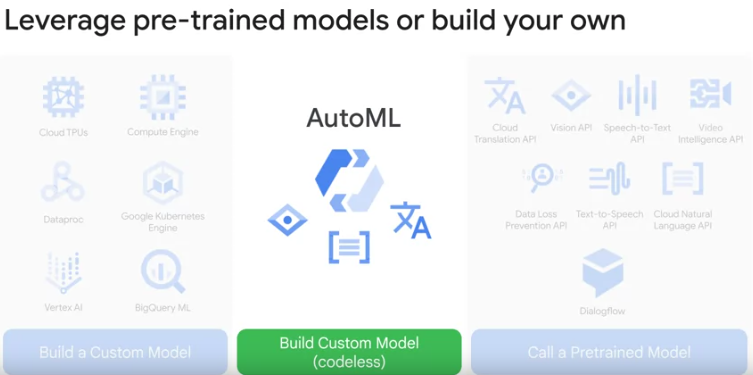 Leverage pre-trained models or build your own
Cloud TPUs
Compute Engine
Dataproc
Google Kubernetes
Engine
Vertex AI
BigQuery ML
Build a Custom Model
AutoML
Build Custom Model
(codeless)
Cloud
Translation API
Vision API
Speech-to-Text
API
Video
Intelligence API
Data Loss
Prevention API
Text-to-Speech
API
Cloud Natural
Language API
Dialogflow
Call a Pretrained Model